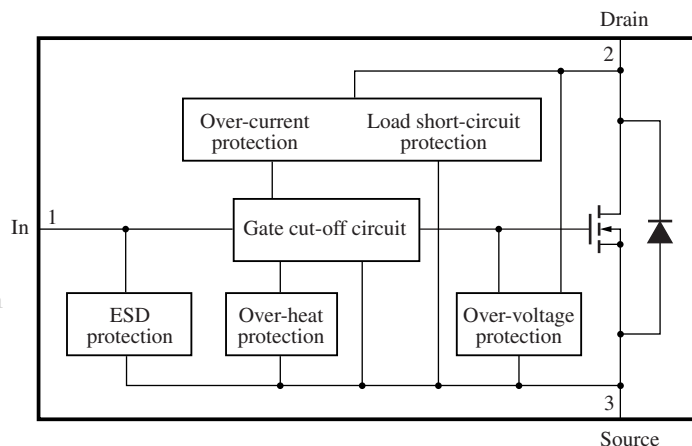 Drain
2
Over-current
protection
Load short-circuit
protection
In
1
Gate cut-off circuit
ESD
protection
Over-heat
protection
Over-voltage
protection
3
Source